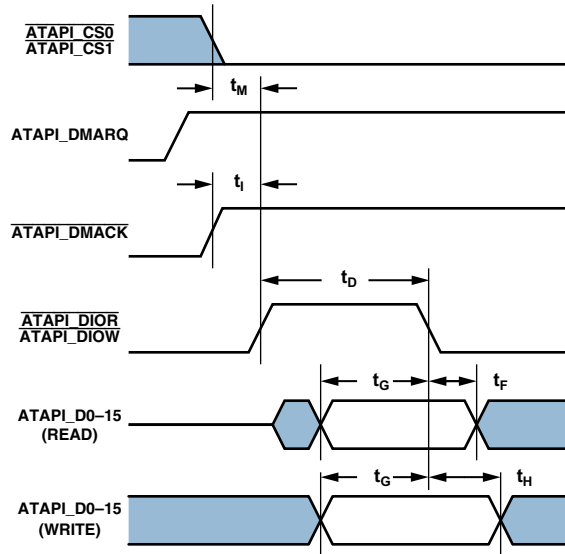 ATAPI_CS0
ATAPI_CS1
tM
ATAPI_DMARQ
tI
ATAPI_DMACK
tD
ATAPI_DIOR
ATAPI_DIOW
tG
tF
ATAPI_D0–15
(READ)
tG
tH
ATAPI_D0–15
(WRITE)